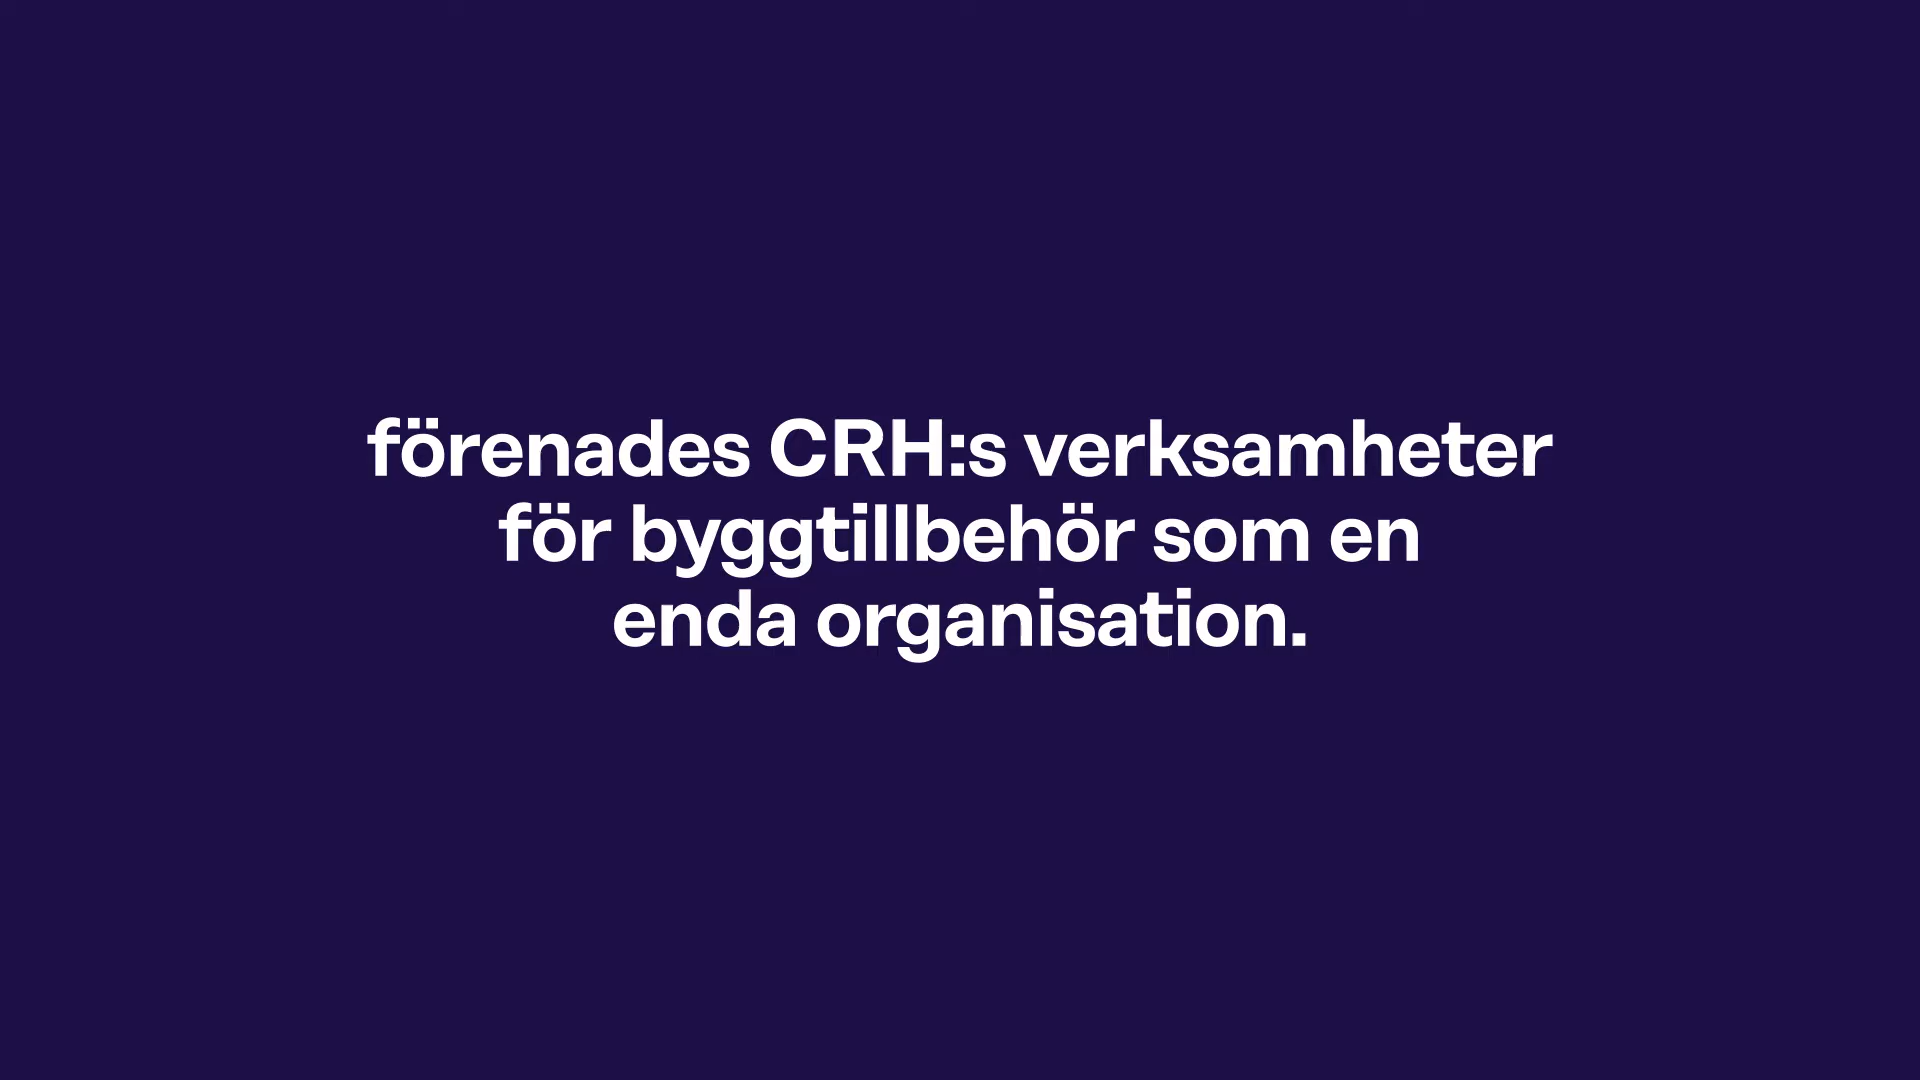 förenades CRH:s verksamheter
för byggtillbehör som en
enda organisation.